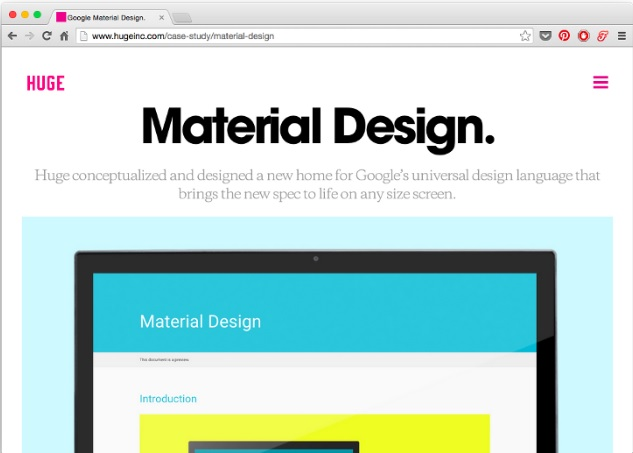 Google Material Design.
www.hugeinc.com/case-study/material-design
HUGE
Material Design.
Huge conceptualized and designed a new home for Google's universal design language that
brings the new spec to life on any size screen.
Material Design
This document is a preview.
Introduction